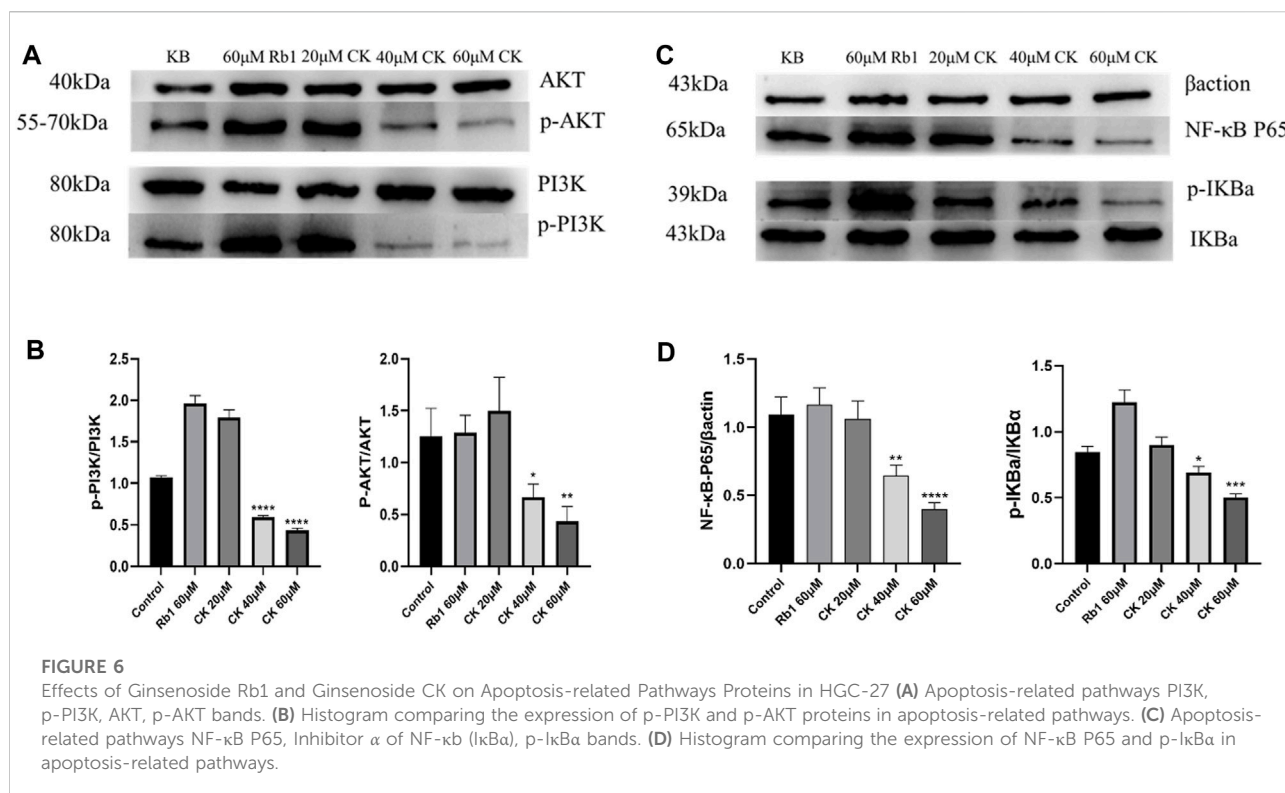 A
KB 60μM Rb1 20μM CK 40μM CK 60μM CK
40kDa AKT
55-70kDa p-AKT
80kDa PI3K
80kDa p-PI3K
C
KB 60μM Rb1 20μM CK 40μM CK 60μM CK
43kDa βaction
65kDa NF-κB P65
39kDa p-IKBa
43kDa IKBa
B
p-PI3K/PI3K
2.5
2.0
1.5
1.0
0.5
0.0
****
****
Control
Rb1 60μM
CK 20μM
CK 40μM
CK 60μM
P-AKT/AKT
2.0
1.5
1.0
0.5
0.0
*
**
Control
Rb1 60μM
CK 20μM
CK 40μM
CK 60μM
D
NF-κB-P65/βactin
1.5
1.0
0.5
0.0
**
****
Control
Rb1 60μM
CK 20μM
CK 40μM
CK 60μM
p-IKBa/IKBα
1.5
1.0
0.5
0.0
*
***
Control
Rb1 60μM
CK 20μM
CK 40μM
CK 60μM
FIGURE 6
Effects of Ginsenoside Rb1 and Ginsenoside CK on Apoptosis-related Pathways Proteins in HGC-27 (A) Apoptosis-related pathways PI3K,
p-PI3K, AKT, p-AKT bands. (B) Histogram comparing the expression of p-PI3K and p-AKT proteins in apoptosis-related pathways. (C) Apoptosis-
related pathways NF-κB P65, Inhibitor α of NF-κb (IκBα), p-IκBα bands. (D) Histogram comparing the expression of NF-κB P65 and p-IκBα in
apoptosis-related pathways.